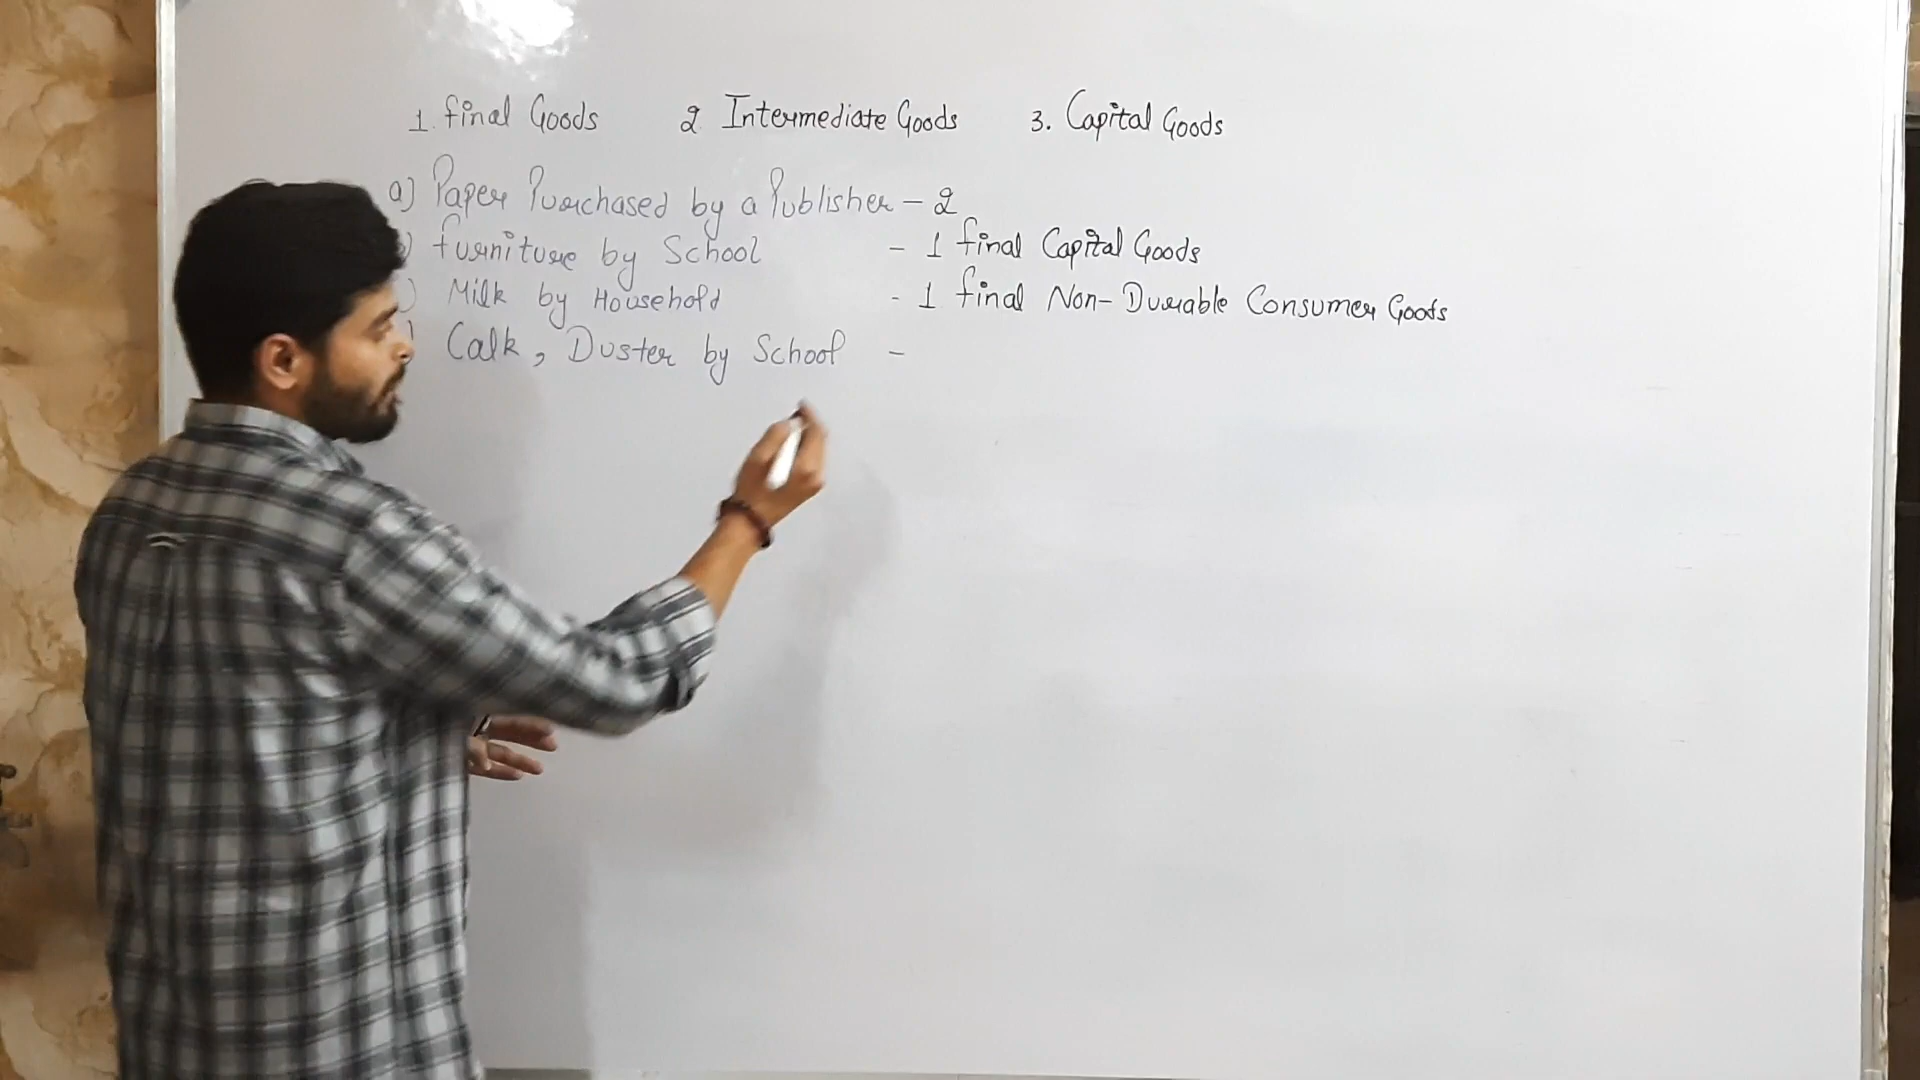 1. Final Goods 2 Intermediate Goods 3. Capital Goods
a) Paper Purchased by a Publisher - 2
) Furniture by School - 1 Final Capital Goods
) Milk by Household - 1 Final Non-Durable Consumer Goods
) Calk, Duster by School -